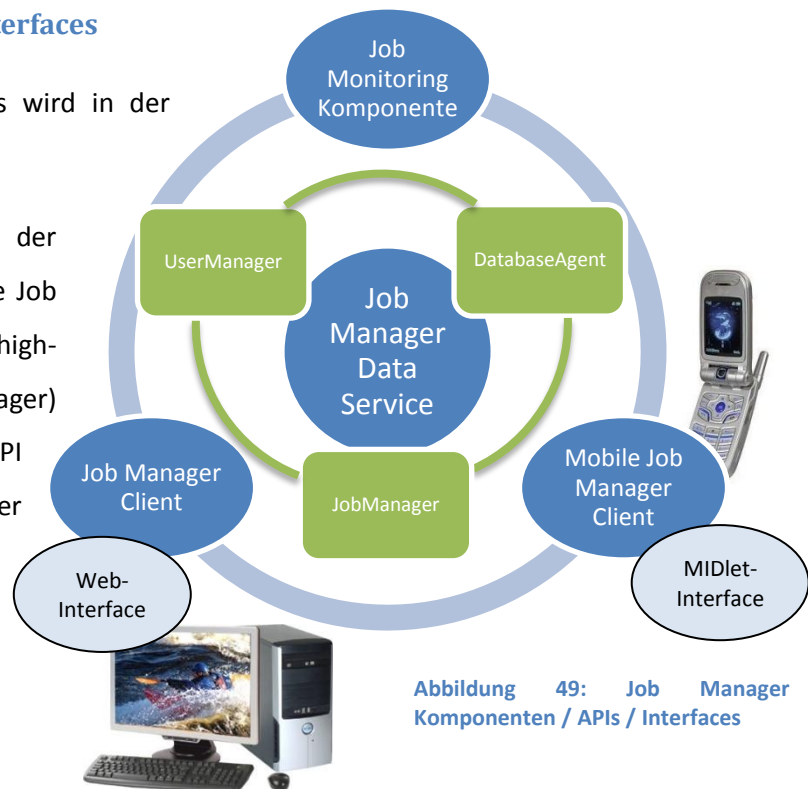 terfaces
s wird in der
der
e Job
high-
ager)
PI
er
Job
Monitoring
Komponente
UserManager
DatabaseAgent
Job
Manager
Data
Service
Job Manager
Client
JobManager
Mobile Job
Manager
Client
Web-
Interface
MIDlet-
Interface
Abbildung 49: Job Manager
Komponenten / APIs / Interfaces